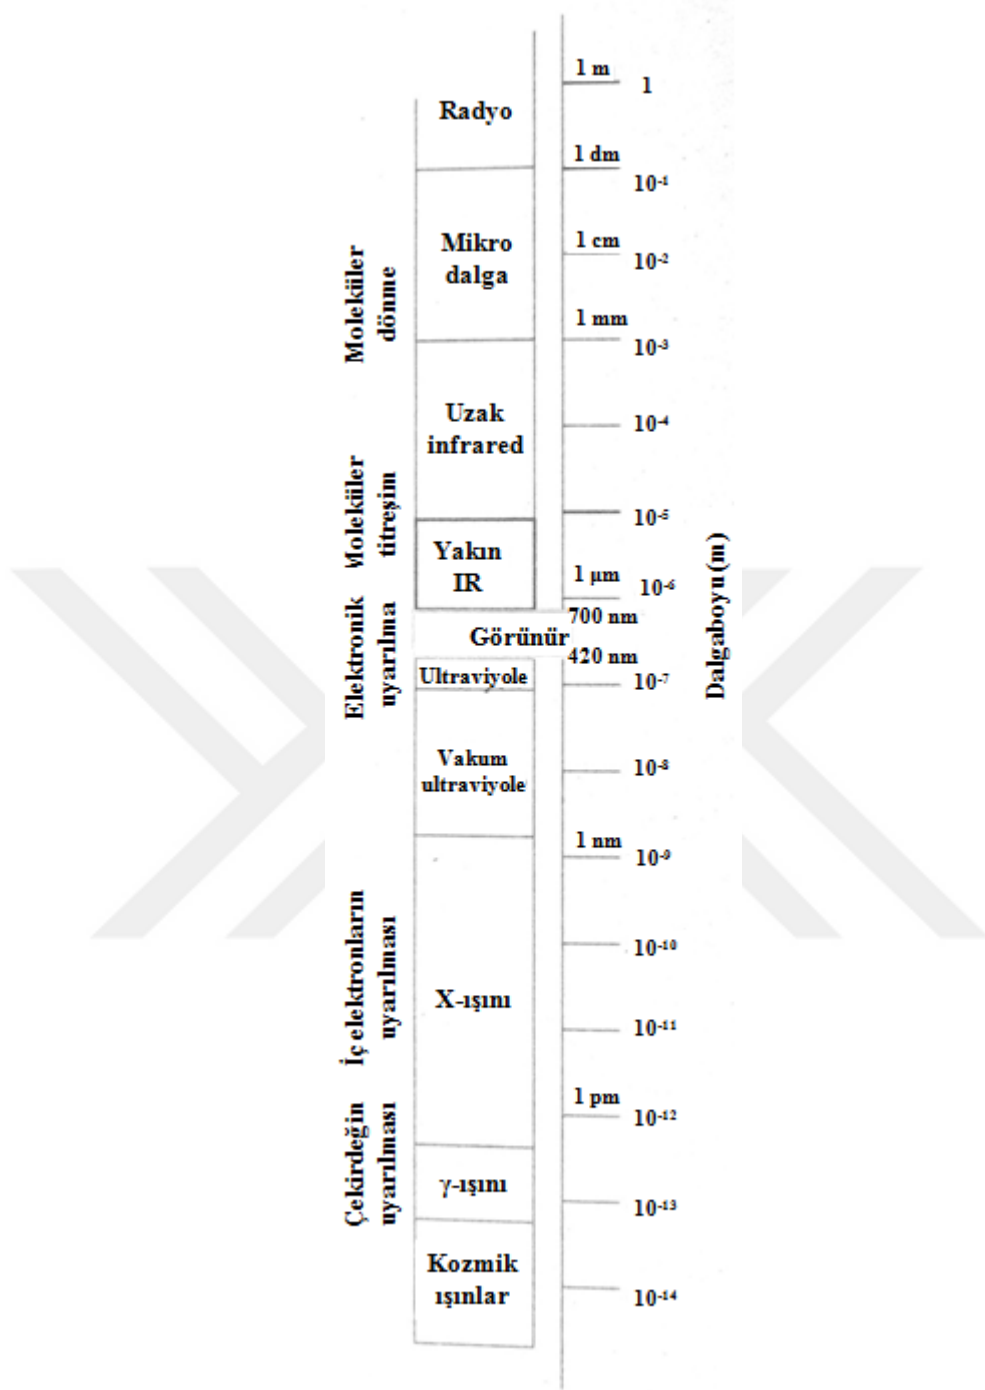 1 m
1
Radyo
1 dm
10⁻¹
Mikro
dalga
1 cm
10⁻²
1 mm
10⁻³
Moleküler
dönme
Uzak
infrared
10⁻⁴
10⁻⁵
Moleküler
titreşim
Yakın
IR
1 µm
10⁻⁶
700 nm
Görünür
420 nm
Elektronik
uyarılma
Ultraviyole
10⁻⁷
Dalgaboyu (m)
Vakum
ultraviyole
10⁻⁸
1 nm
10⁻⁹
10⁻¹⁰
İç elektronların
uyarılması
X-ışını
10⁻¹¹
1 pm
10⁻¹²
Çekirdeğin
uyarılması
γ-ışını
10⁻¹³
Kozmik
ışınlar
10⁻¹⁴